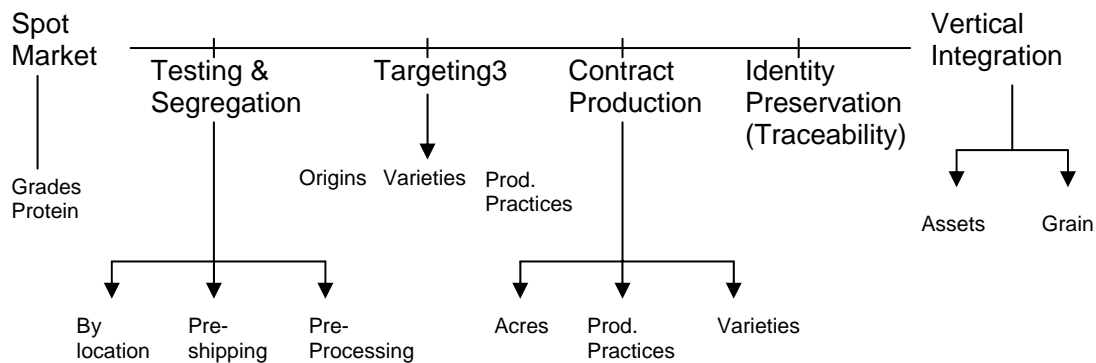 Spot
Market
Vertical
Integration
Testing &
Segregation
Targeting3
Contract
Production
Identity
Preservation
(Traceability)
Grades
Protein
Origins
Varieties
Prod.
Practices
Assets
Grain
By
location
Pre-
shipping
Pre-
Processing
Acres
Prod.
Practices
Varieties